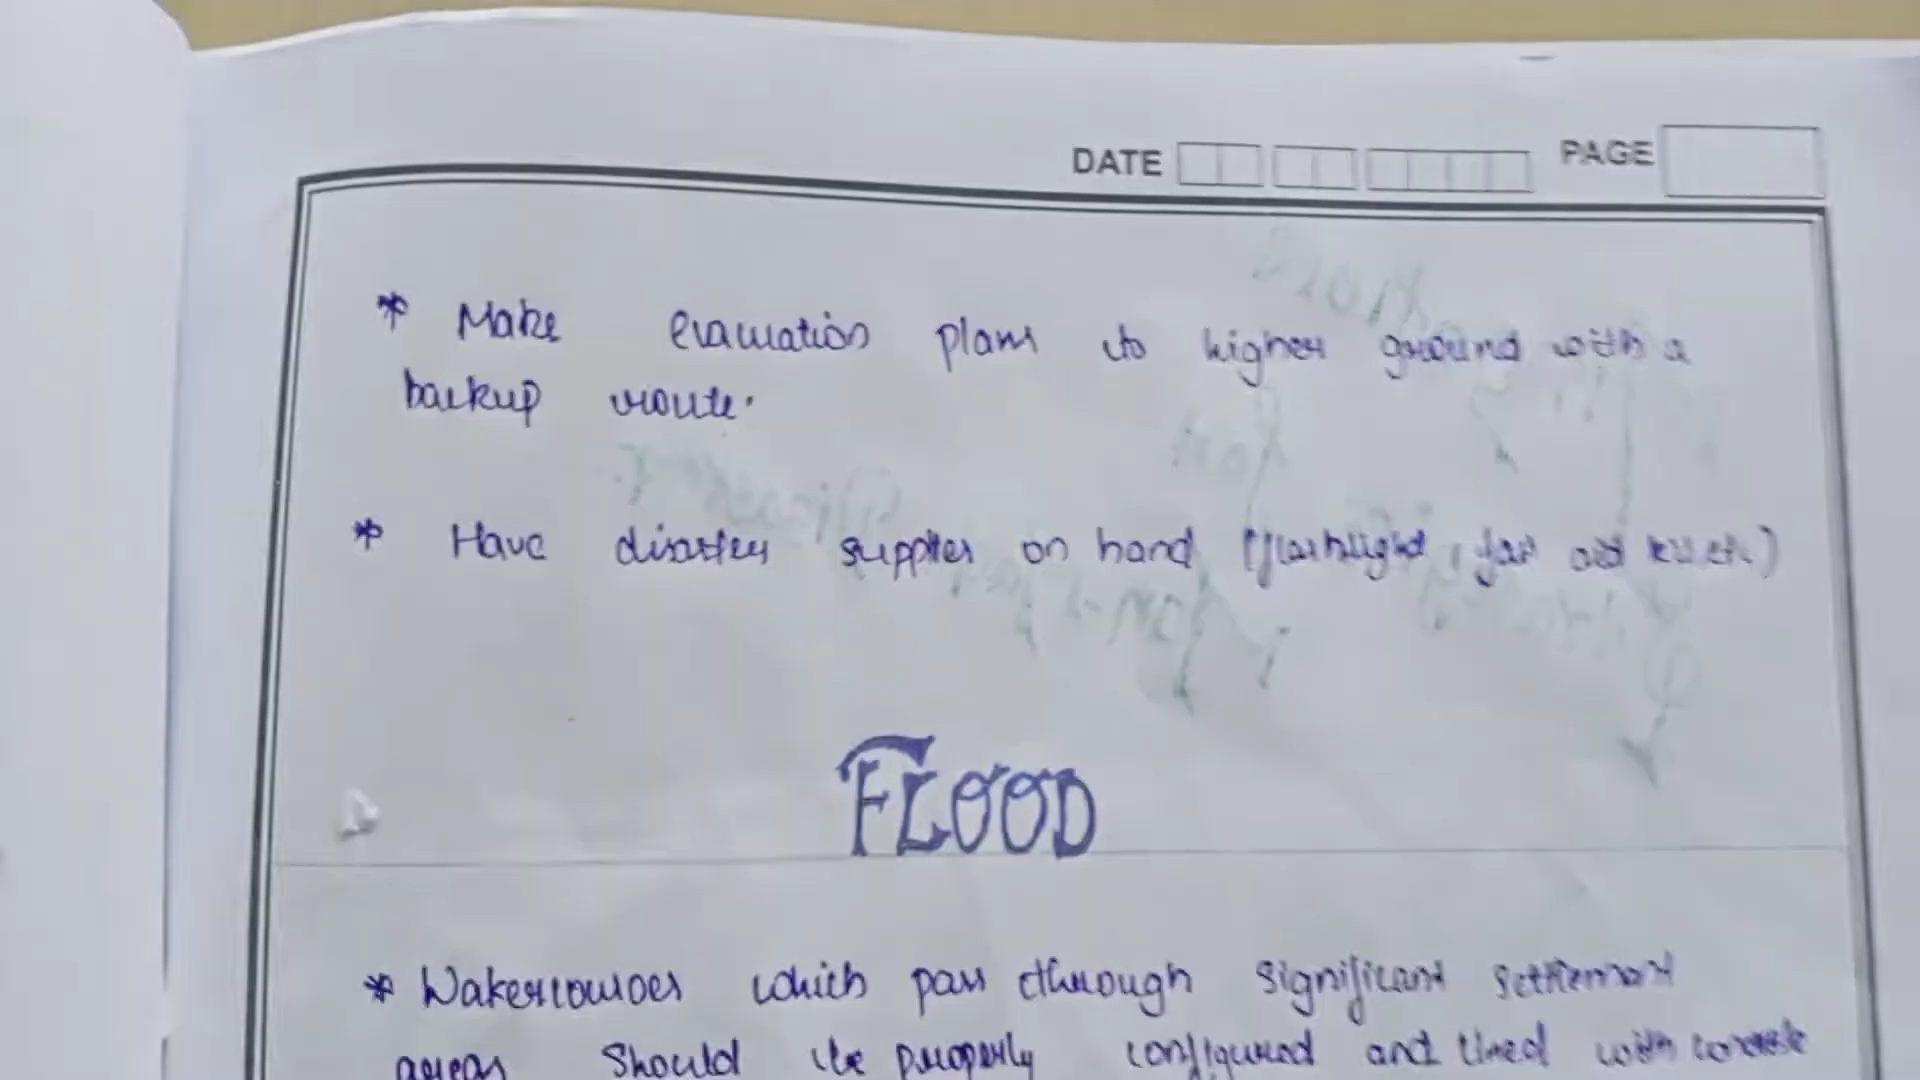 DATE PAGE
* Make evacuation plans to higher ground with a
backup route.
* Have disaster supplies on hand (flashlight, first aid kit etc.)
FLOOD
* Watercourses which pass through significant settlement
areas should be properly configured and lined with concrete